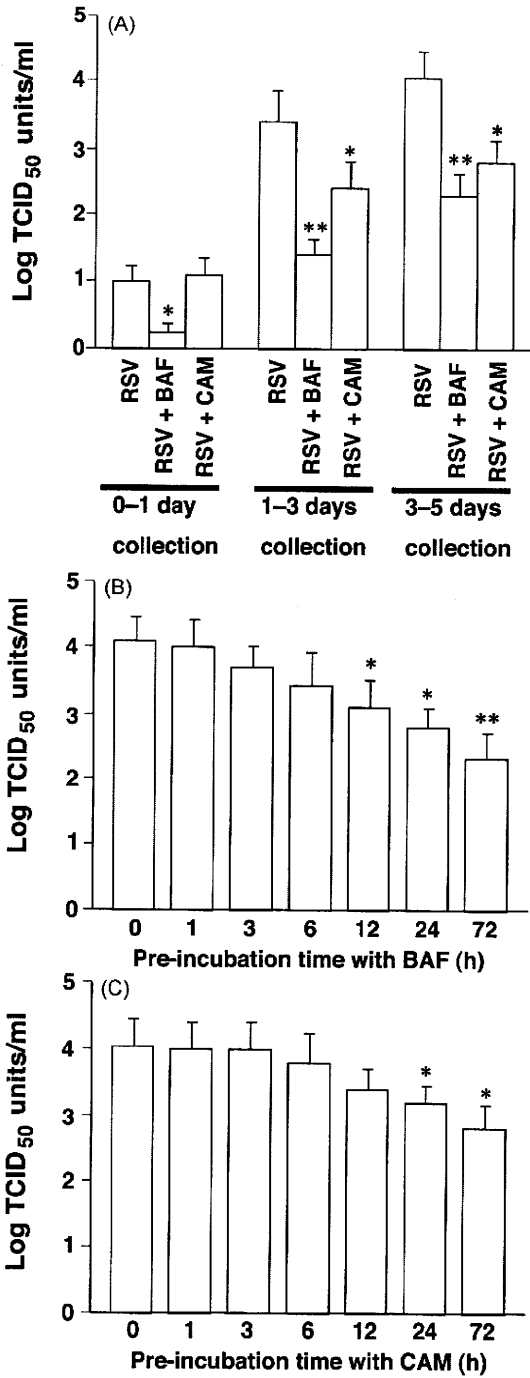 (A)
Log TCID50 units/ml
5
4
3
2
1
0
*
**
*
**
*
RSV
RSV + BAF
RSV + CAM
RSV
RSV + BAF
RSV + CAM
RSV
RSV + BAF
RSV + CAM
0–1 day
collection
1–3 days
collection
3–5 days
collection
(B)
Log TCID50 units/ml
5
4
3
2
1
0
*
*
**
0 1 3 6 12 24 72
Pre-incubation time with BAF (h)
(C)
Log TCID50 units/ml
5
4
3
2
1
0
*
*
0 1 3 6 12 24 72
Pre-incubation time with CAM (h)